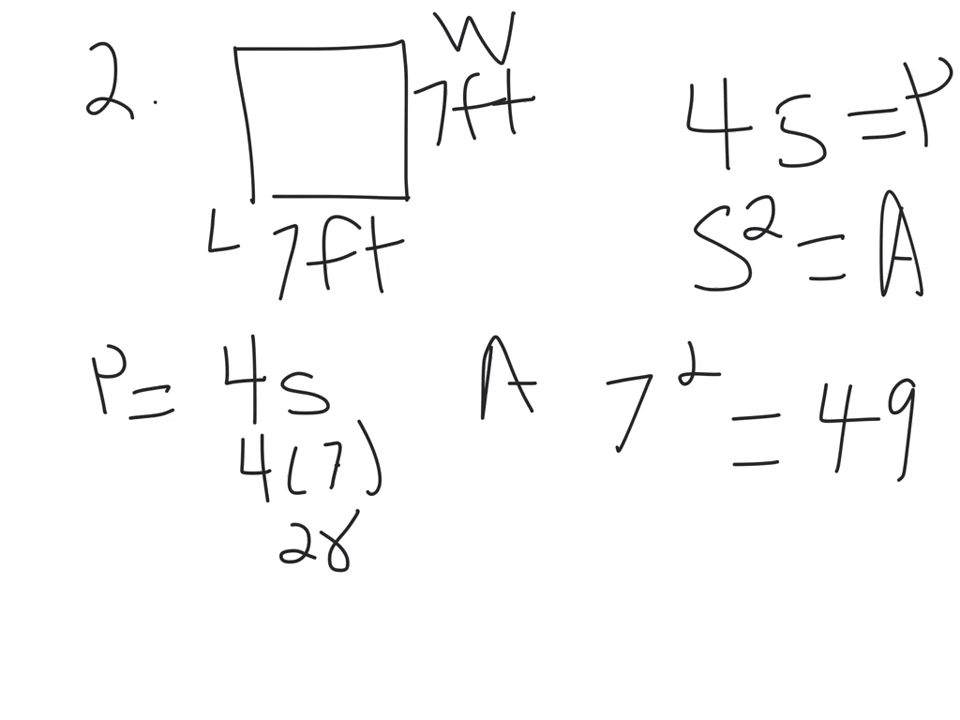 2.
W
7ft
L 7ft
4s = P
S² = A
P = 4s
4(7)
28
A 7² = 49